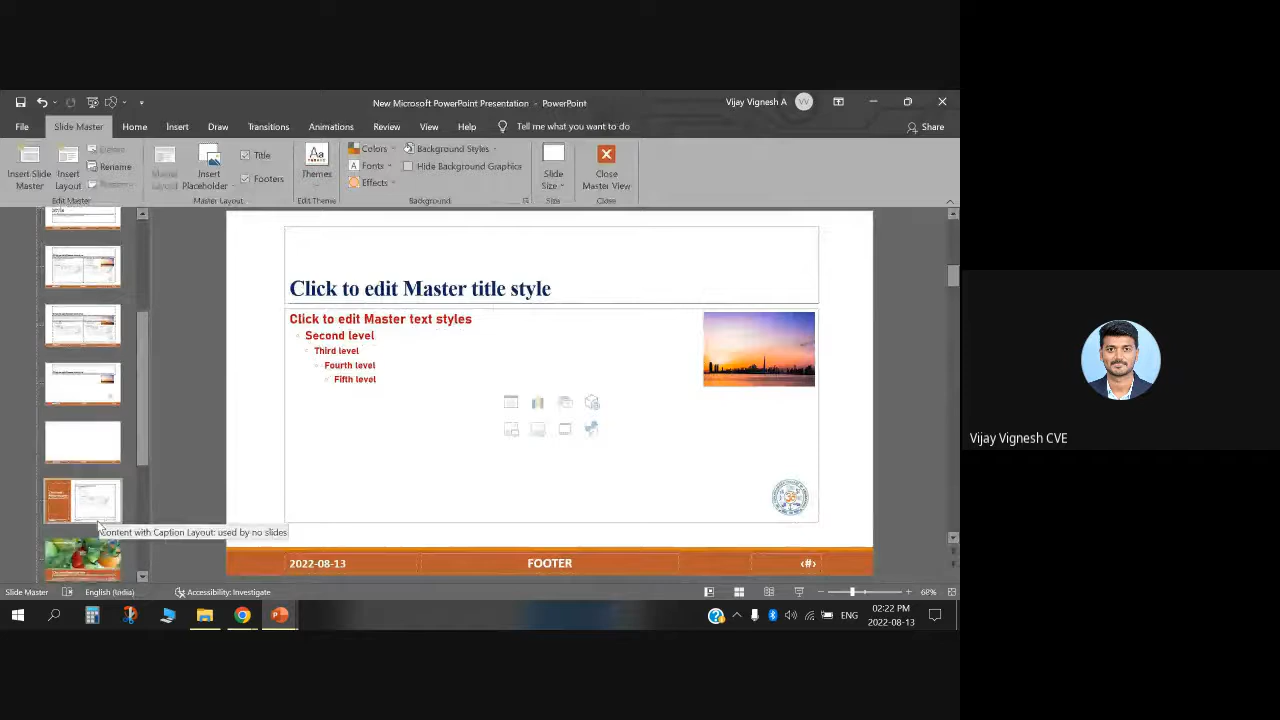 New Microsoft PowerPoint Presentation - PowerPoint
Vijay Vignesh A VV
File Slide Master Home Insert Draw Transitions Animations Review View Help Tell me what you want to do Share
Insert Slide Master
Insert Layout
Rename
Insert Placeholder
Title
Footers
Themes
Colors
Fonts
Effects
Background Styles
Hide Background Graphics
Slide Size
Close Master View
Edit Master Master Layout Edit Theme Background Size Close
Click to edit Master title style
Click to edit Master text styles
Second level
Third level
Fourth level
Fifth level
Content with Caption Layout: used by no slides
2022-08-13 FOOTER ‹#›
Slide Master English (India) Accessibility: Investigate 68%
ENG 02:22 PM
2022-08-13
Vijay Vignesh CVE